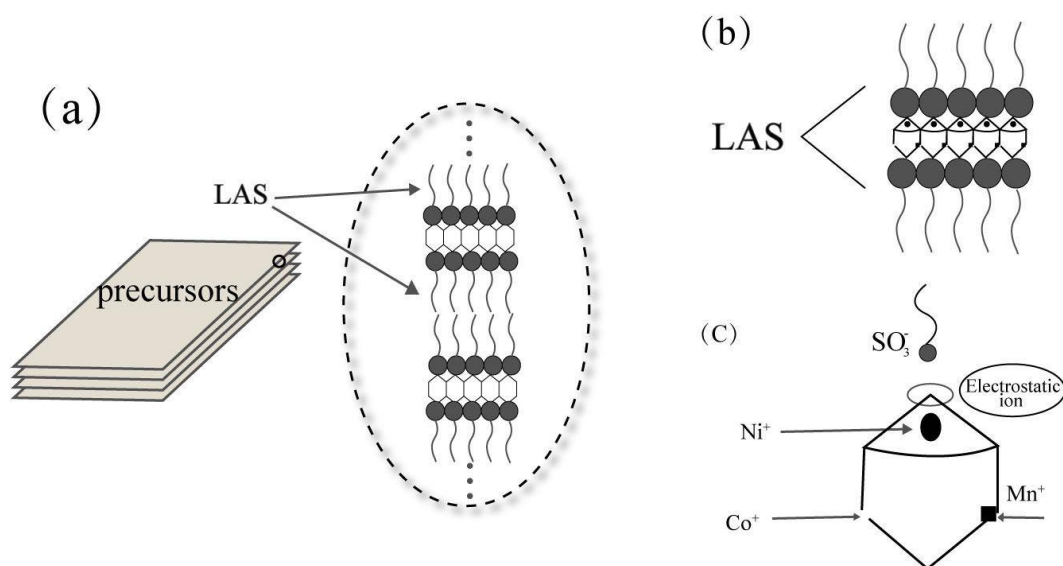 (a)
LAS
precursors
(b)
LAS
(C)
SO₃⁻
Electrostatic
ion
Ni⁺
Mn⁺
Co⁺